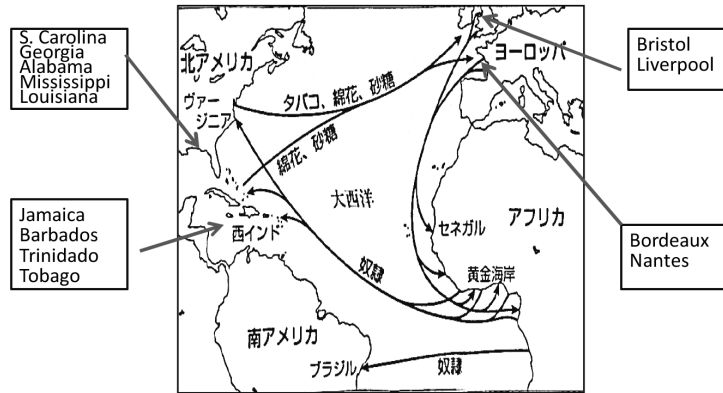 S. Carolina
Georgia
Alabama
Mississippi
Louisiana
Jamaica
Barbados
Trinidado
Tobago
北アメリカ
ヴァー
ジニア
タバコ、綿花、砂糖
綿花、砂糖
大西洋
西インド
奴隷
南アメリカ
ブラジル
奴隷
ヨーロッパ
セネガル
アフリカ
黄金海岸
Bristol
Liverpool
Bordeaux
Nantes